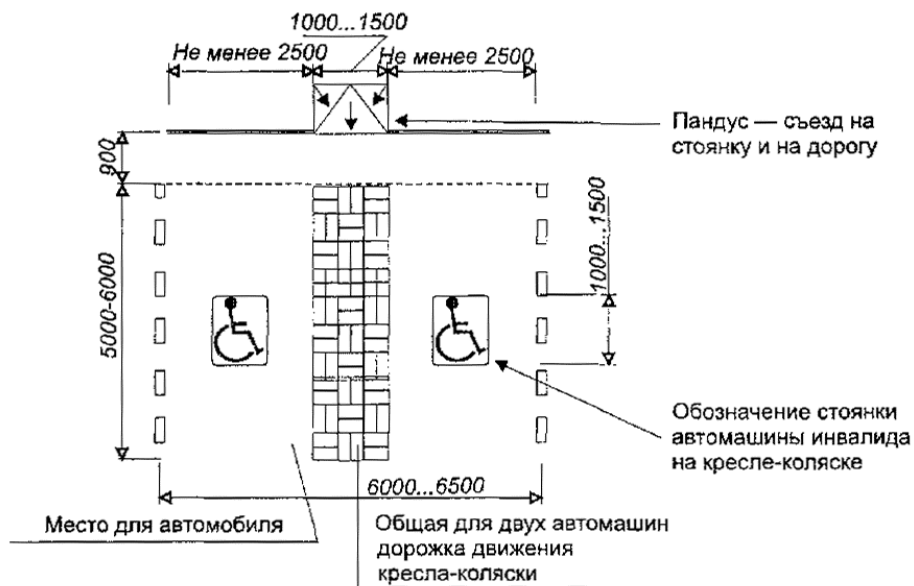 1000...1500
Не менее 2500
Не менее 2500
Пандус — съезд на
стоянку и на дорогу
900
5000-6000
1000...1500
Обозначение стоянки
автомашины инвалида
на кресле-коляске
6000...6500
Место для автомобиля
Общая для двух автомашин
дорожка движения
кресла-коляски